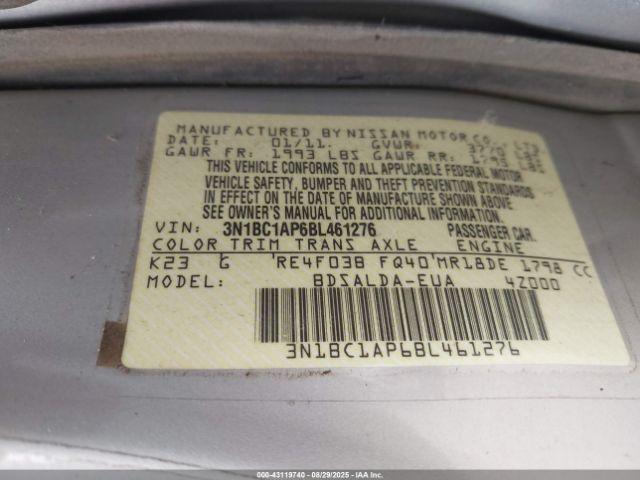 MANUFACTURED BY NISSAN MOTOR CO.
DATE: 01/11 GVWR:
GAWR FR: 1993 LBS GAWR RR:
THIS VEHICLE CONFORMS TO ALL APPLICABLE FEDERAL MOTOR
VEHICLE SAFETY, BUMPER AND THEFT PREVENTION STANDARDS
IN EFFECT ON THE DATE OF MANUFACTURE SHOWN ABOVE.
SEE OWNER'S MANUAL FOR ADDITIONAL INFORMATION.
VIN: 3N1BC1AP6BL461276 PASSENGER CAR.
COLOR TRIM TRANS AXLE ENGINE
K23 G RE4F03B FQ40 MR18DE 1798 CC
MODEL: BDSALDA-EUA 4Z000
3N1BC1AP6BL461276
000-43119740 - 08/29/2025 - IAA Inc.